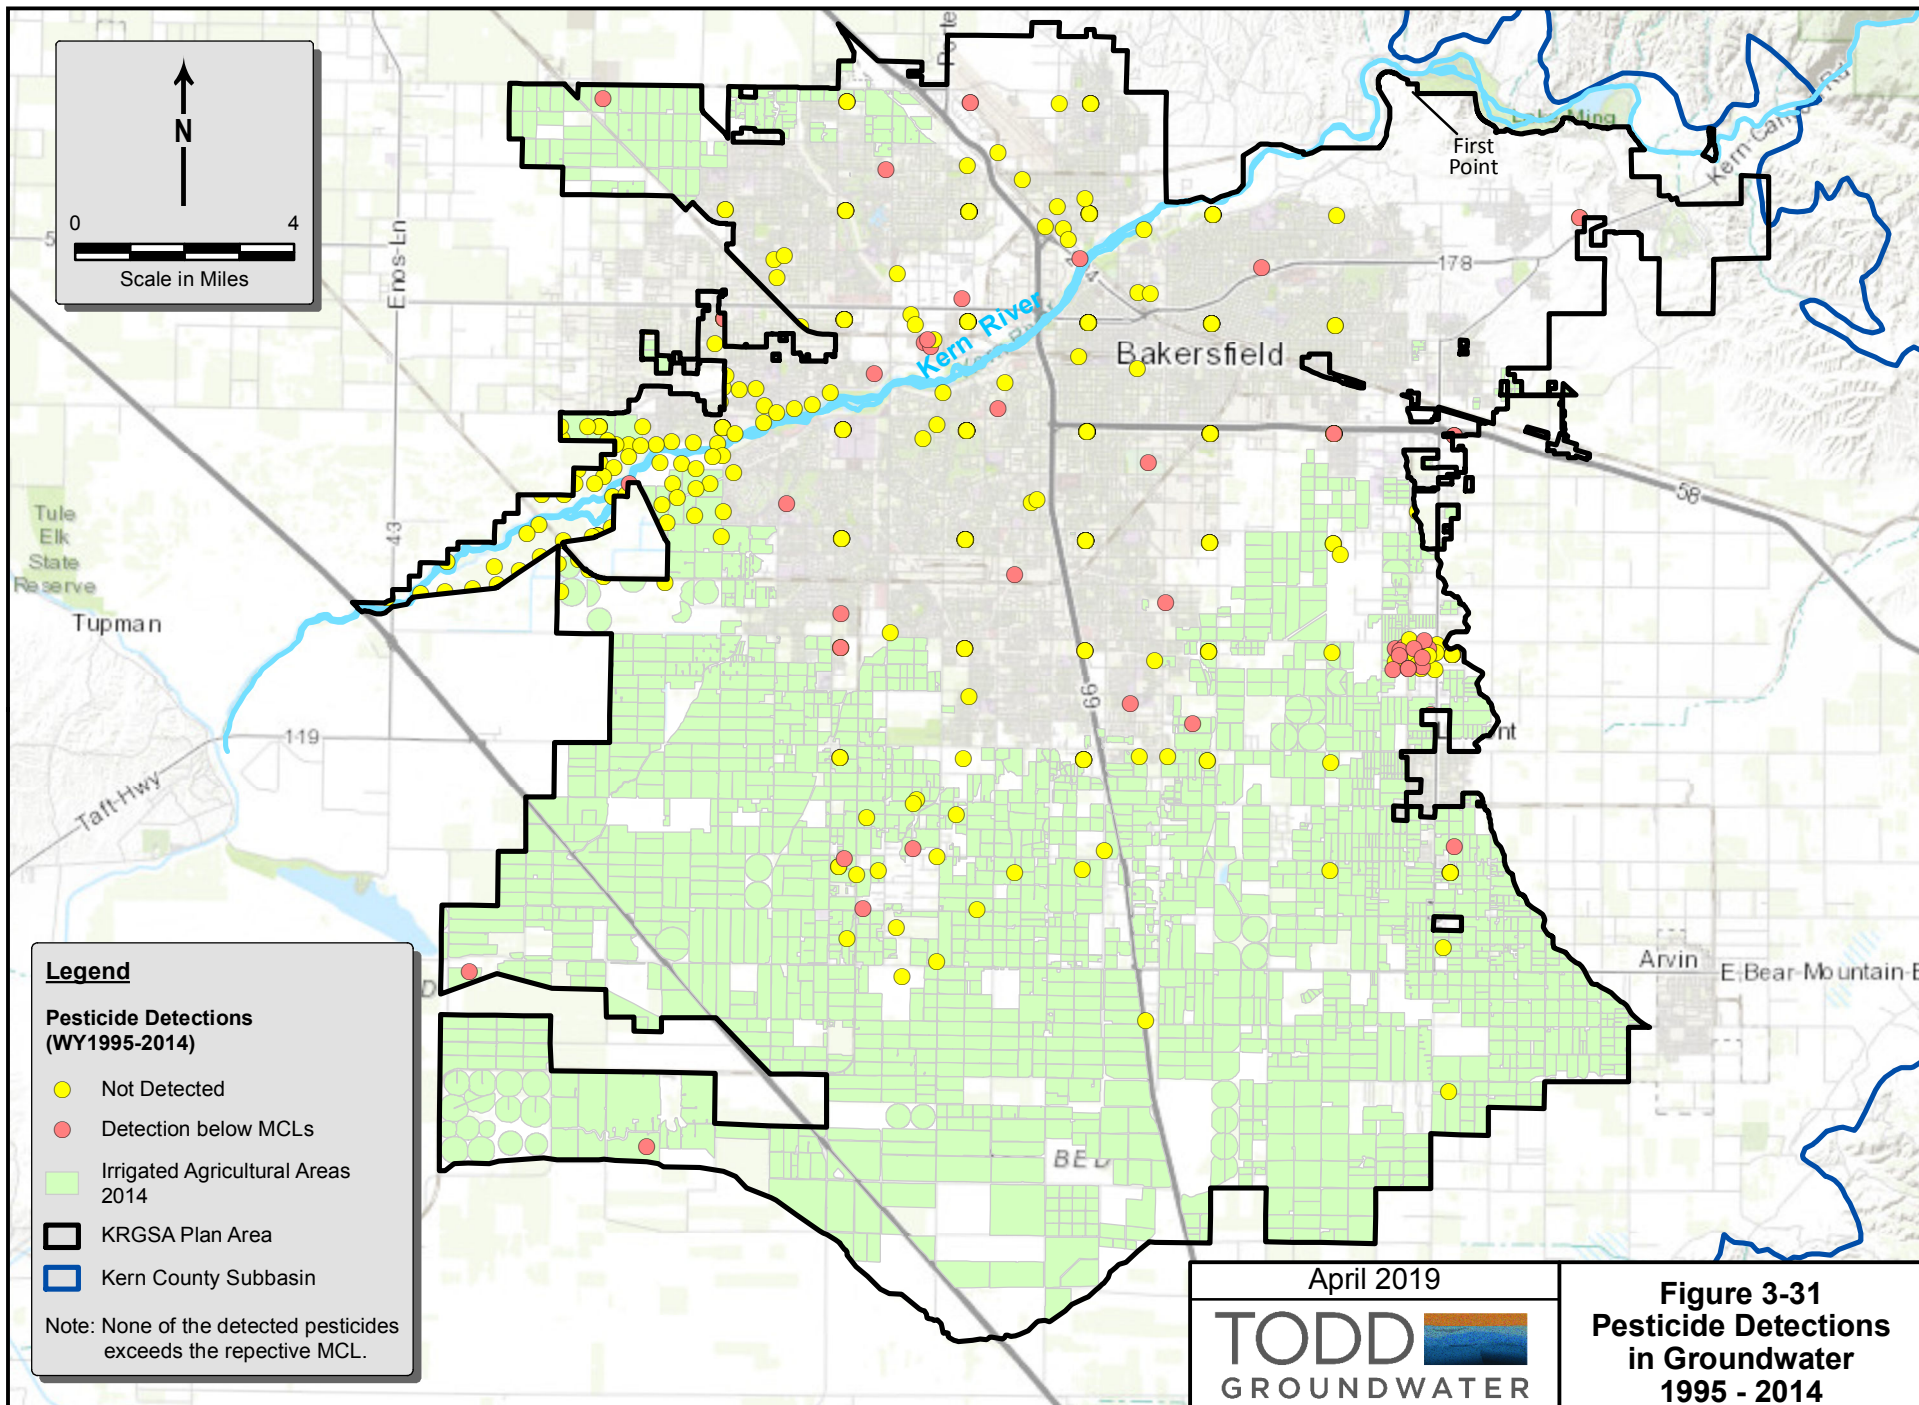 N
0 4
Scale in Miles
Enos-Ln
First
Point
178
Kern River
Bakersfield
58
Tule
Elk
State
Reserve
43
Tupman
99
119
Taft-Hwy
Arvin
E.Bear-Mountain-B
BED
Legend
Pesticide Detections
(WY1995-2014)
Not Detected
Detection below MCLs
Irrigated Agricultural Areas
2014
KRGSA Plan Area
Kern County Subbasin
Note: None of the detected pesticides
exceeds the repective MCL.
April 2019
TODD
GROUNDWATER
Figure 3-31
Pesticide Detections
in Groundwater
1995 - 2014